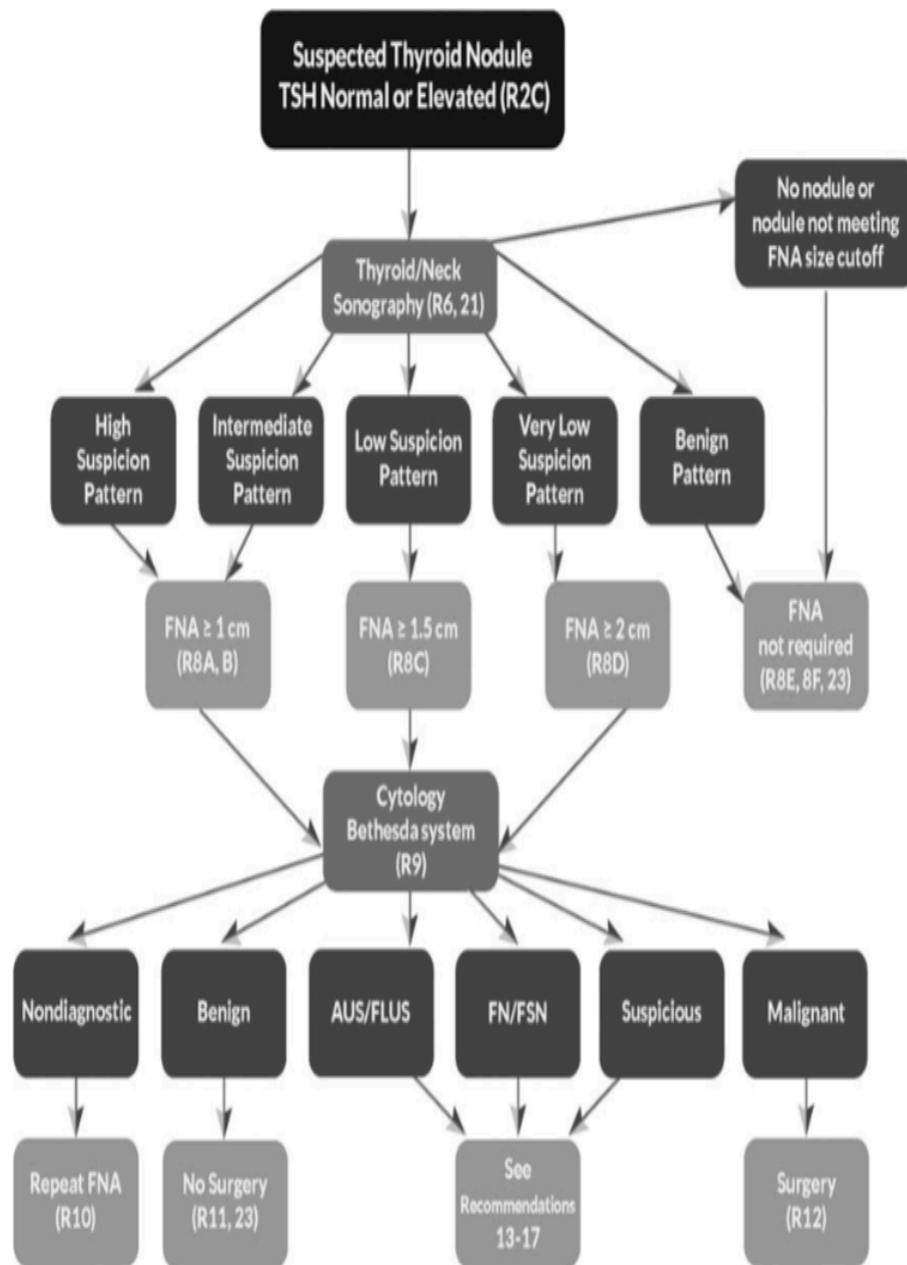 Suspected Thyroid Nodule
TSH Normal or Elevated (R2C)
No nodule or
nodule not meeting
FNA size cutoff
Thyroid/Neck
Sonography (R6, 21)
High
Suspicion
Pattern
Intermediate
Suspicion
Pattern
Low Suspicion
Pattern
Very Low
Suspicion
Pattern
Benign
Pattern
FNA ≥ 1 cm
(R8A, B)
FNA ≥ 1.5 cm
(R8C)
FNA ≥ 2 cm
(R8D)
FNA
not required
(R8E, 8F, 23)
Cytology
Bethesda system
(R9)
Nondiagnostic
Benign
AUS/FLUS
FN/FSN
Suspicious
Malignant
Repeat FNA
(R10)
No Surgery
(R11, 23)
See
Recommendations
13-17
Surgery
(R12)